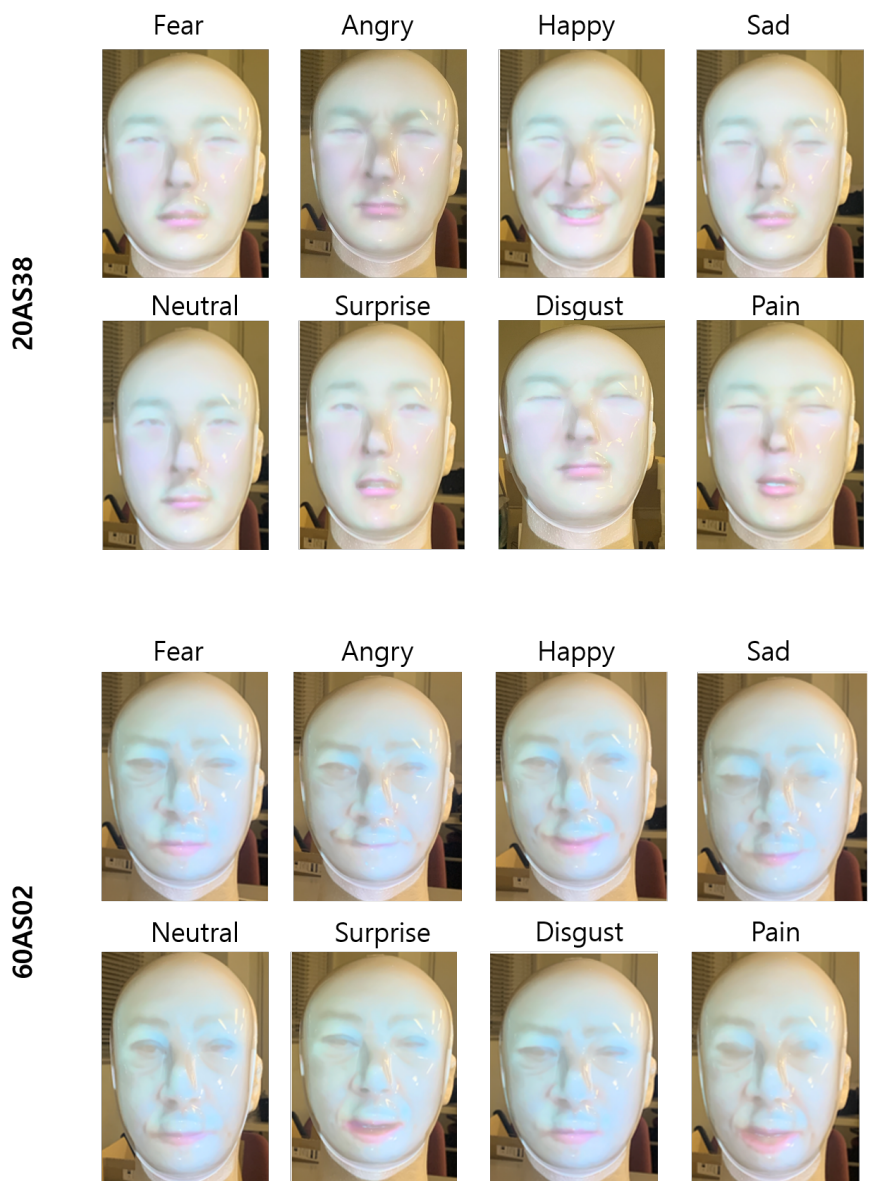 Fear Angry Happy Sad
20AS38
Neutral Surprise Disgust Pain
Fear Angry Happy Sad
60AS02
Neutral Surprise Disgust Pain